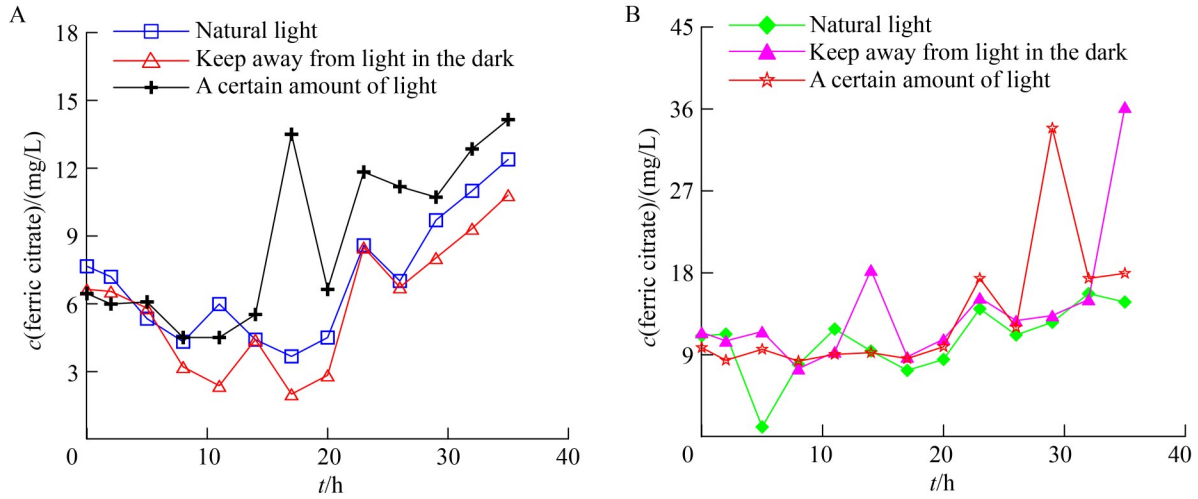 A
18
15
12
9
6
3
0
10
20
30
40
t/h
c(ferric citrate)/(mg/L)
Natural light
Keep away from light in the dark
A certain amount of light
B
45
36
27
18
9
0
10
20
30
40
t/h
c(ferric citrate)/(mg/L)
Natural light
Keep away from light in the dark
A certain amount of light